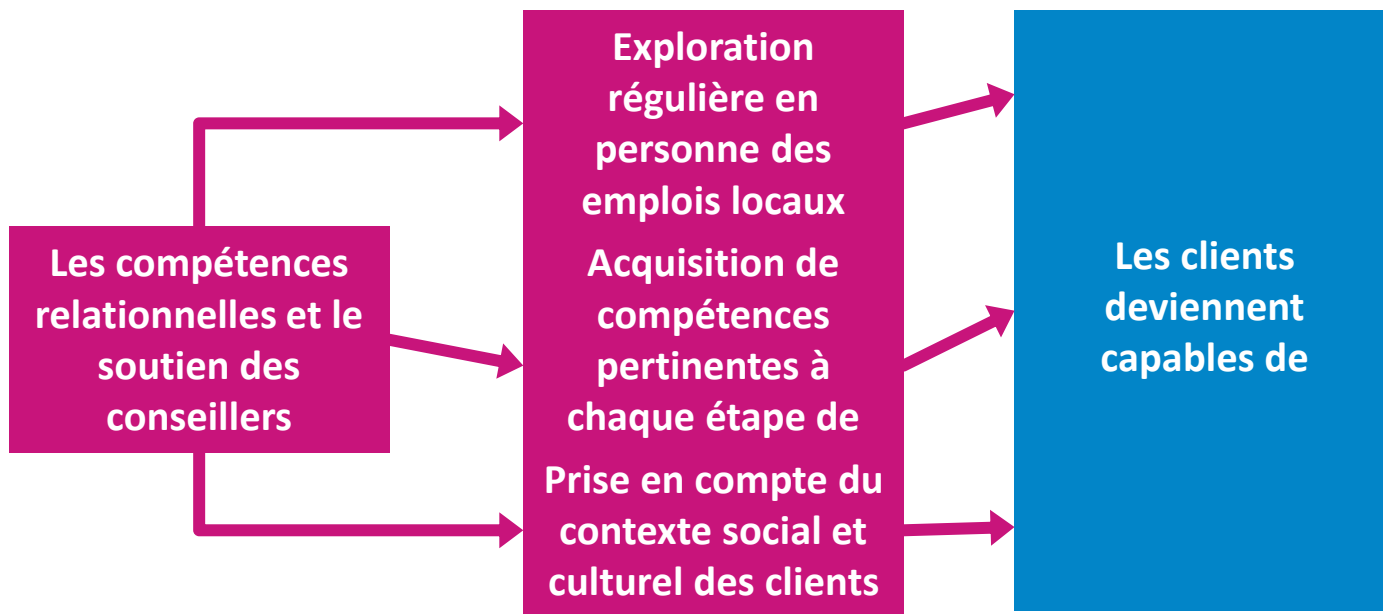 Les compétences
relationnelles et le
soutien des
conseillers
Exploration
régulière en
personne des
emplois locaux
Acquisition de
compétences
pertinentes à
chaque étape de
Prise en compte du
contexte social et
culturel des clients
Les clients
deviennent
capables de